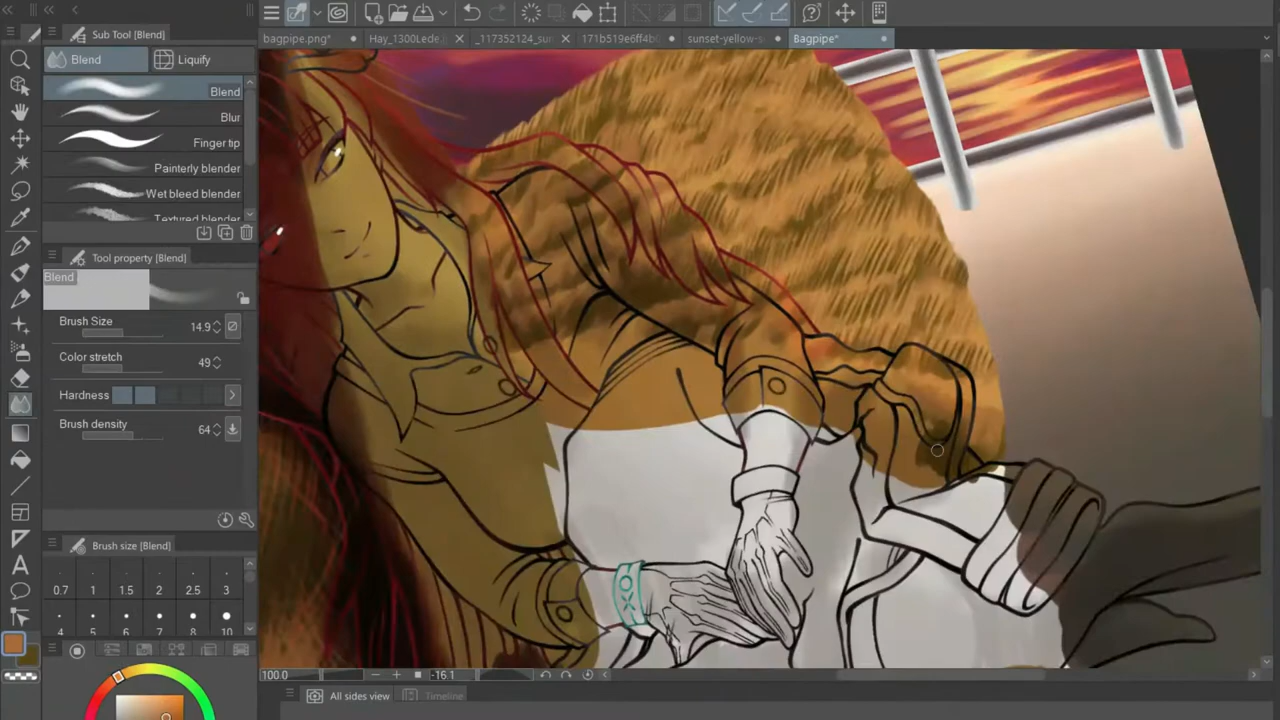 Sub Tool [Blend]
bagpipe.png*
Hay_1300Lede.
_117352124_sun
171b519e6ff4b
sunset-yellow-s
Bagpipe*
Blend
Liquify
Blend
Blur
Finger tip
Painterly blender
Wet bleed blender
Textured blender
Tool property [Blend]
Blend
Brush Size 14.9
Color stretch 49
Hardness
Brush density 64
Brush size [Blend]
0.7 1 1.5 2 2.5 3
4 5 6 7 8 10
100.0 -16.1
All sides view
Timeline